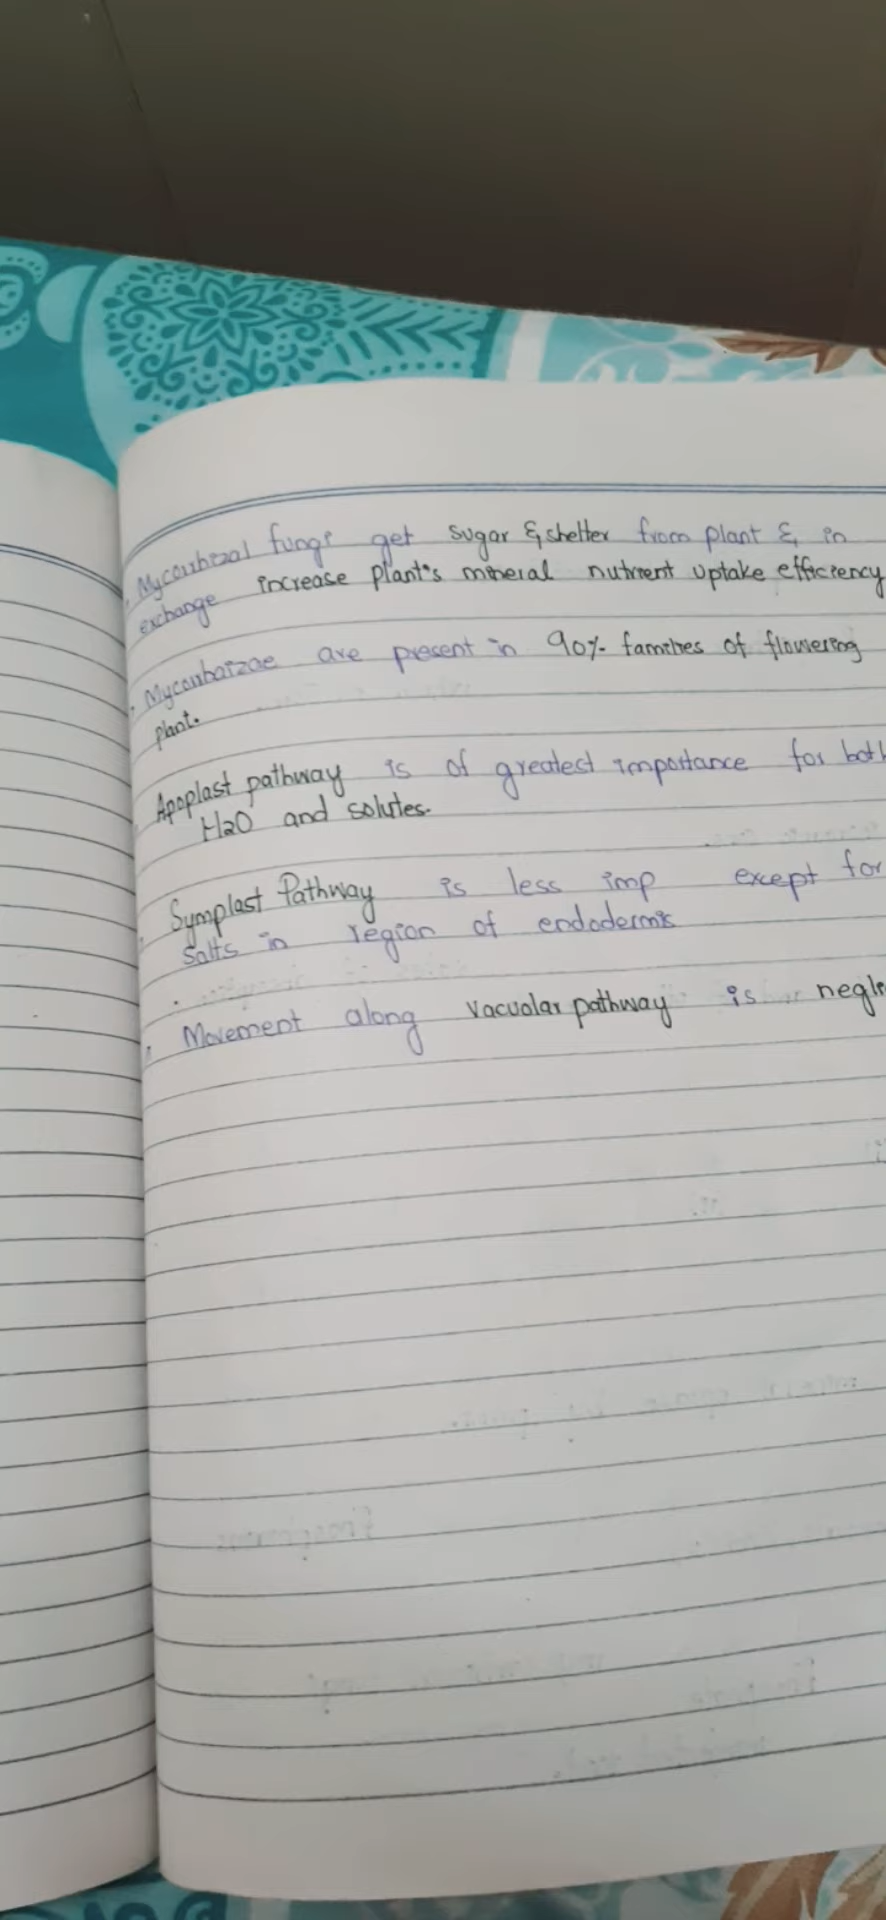 . Mycorrhizal fungi get sugar & shelter from plant & in
exchange increase plant's mineral nutrient uptake efficiency
. Mycorrhaizae are present in 90% families of flowering
plant.
Apoplast pathway is of greatest importance for both
H2O and solutes.
. Symplast Pathway is less imp except for
salts in region of endodermis
. Movement along vacuolar pathway is negli